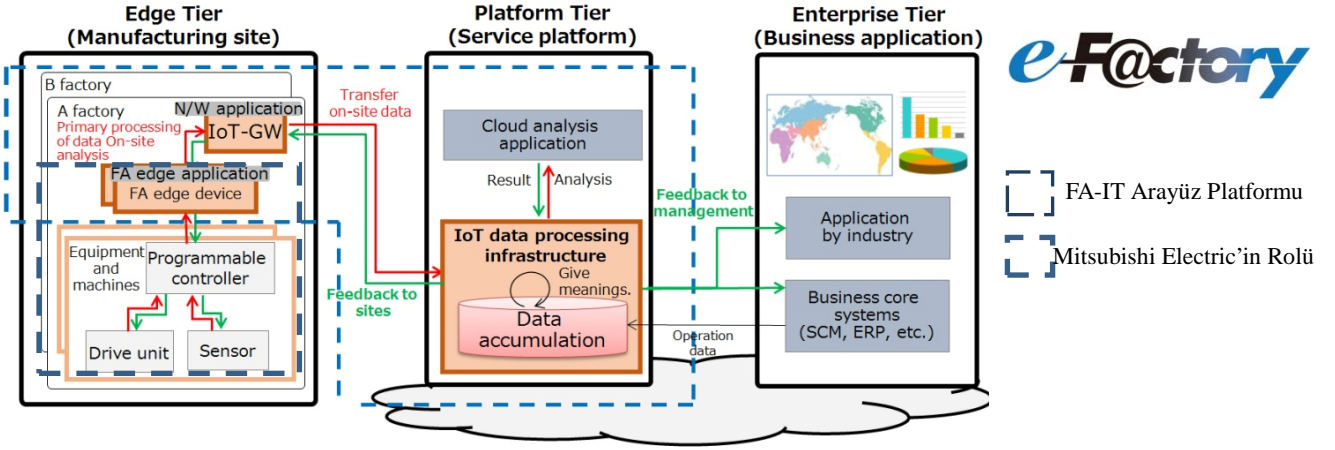 Edge Tier
(Manufacturing site)
B factory
A factory
Primary processing
of data On-site
analysis
N/W application
IoT-GW
FA edge application
FA edge device
Equipment
and
machines
Programmable
controller
Drive unit
Sensor
Transfer
on-site data
Feedback to
sites
Platform Tier
(Service platform)
Cloud analysis
application
Result
Analysis
IoT data processing
infrastructure
Give
meanings.
Data
accumulation
Feedback to
management
Operation
data
Enterprise Tier
(Business application)
Application
by industry
Business core
systems
(SCM, ERP, etc.)
e-F@ctory
FA-IT Arayüz Platformu
Mitsubishi Electric’in Rolü